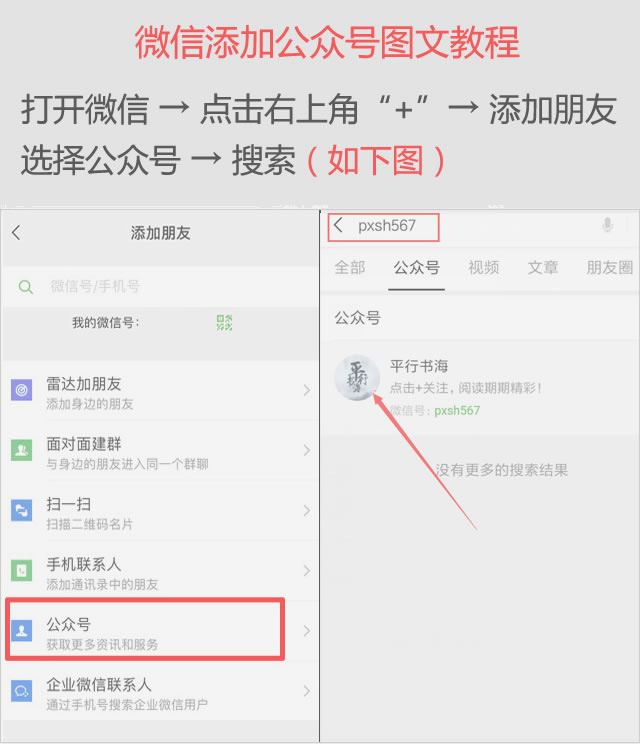 微信添加公众号图文教程
打开微信 → 点击右上角“+”→ 添加朋友
选择公众号 → 搜索（如下图）
添加朋友
微信号/手机号
我的微信号：
雷达加朋友
添加身边的朋友
面对面建群
与身边的朋友进入同一个群聊
扫一扫
扫描二维码名片
手机联系人
添加通讯录中的朋友
公众号
获取更多资讯和服务
企业微信联系人
通过手机号搜索企业微信用户
pxsh567
全部 公众号 视频 文章 朋友圈
公众号
平行书海
点击+关注，阅读期期精彩！
微信号：pxsh567
没有更多的搜索结果